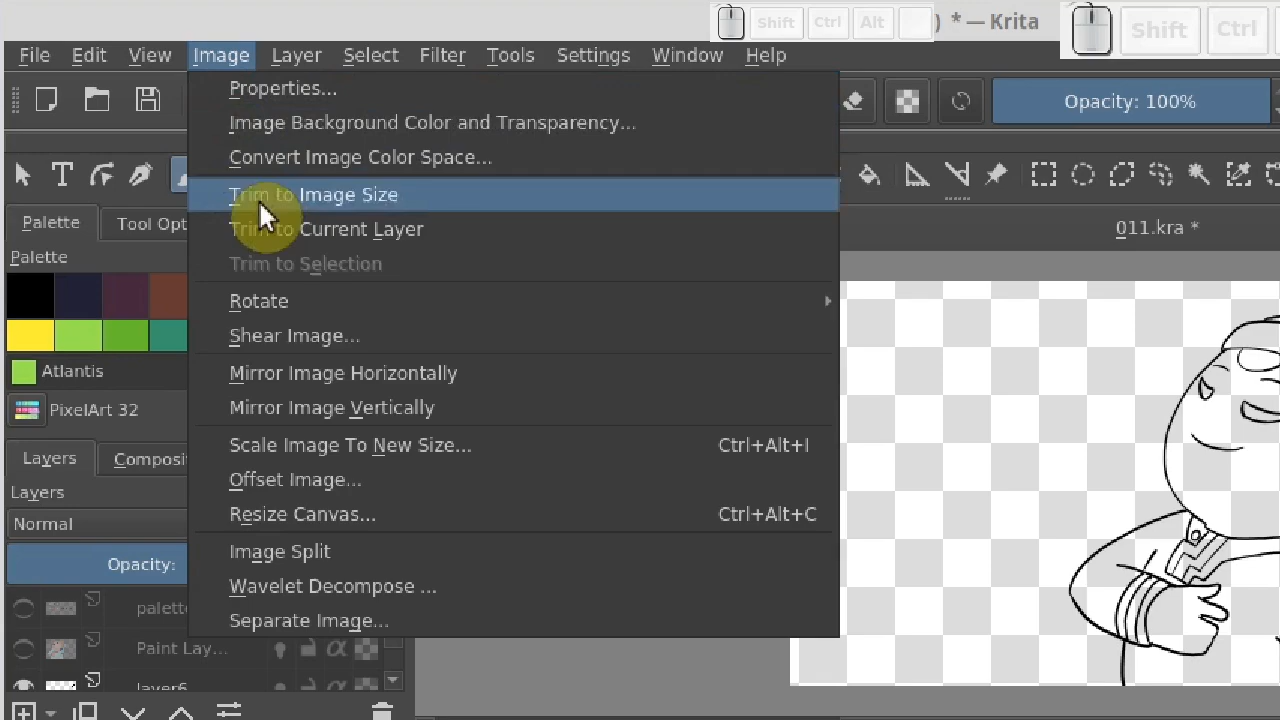 Shift Ctrl Alt ) * — Krita Shift Ctrl
File Edit View Image Layer Select Filter Tools Settings Window Help
Properties...
Opacity: 100%
Image Background Color and Transparency...
Convert Image Color Space...
Trim to Image Size
Palette Tool Opt
Trim to Current Layer
011.kra *
Palette
Trim to Selection
Rotate
Shear Image...
Atlantis
Mirror Image Horizontally
PixelArt 32
Mirror Image Vertically
Scale Image To New Size... Ctrl+Alt+I
Layers Composi
Offset Image...
Layers
Resize Canvas... Ctrl+Alt+C
Normal
Image Split
Opacity:
Wavelet Decompose ...
palette
Separate Image...
Paint Lay...
layer6